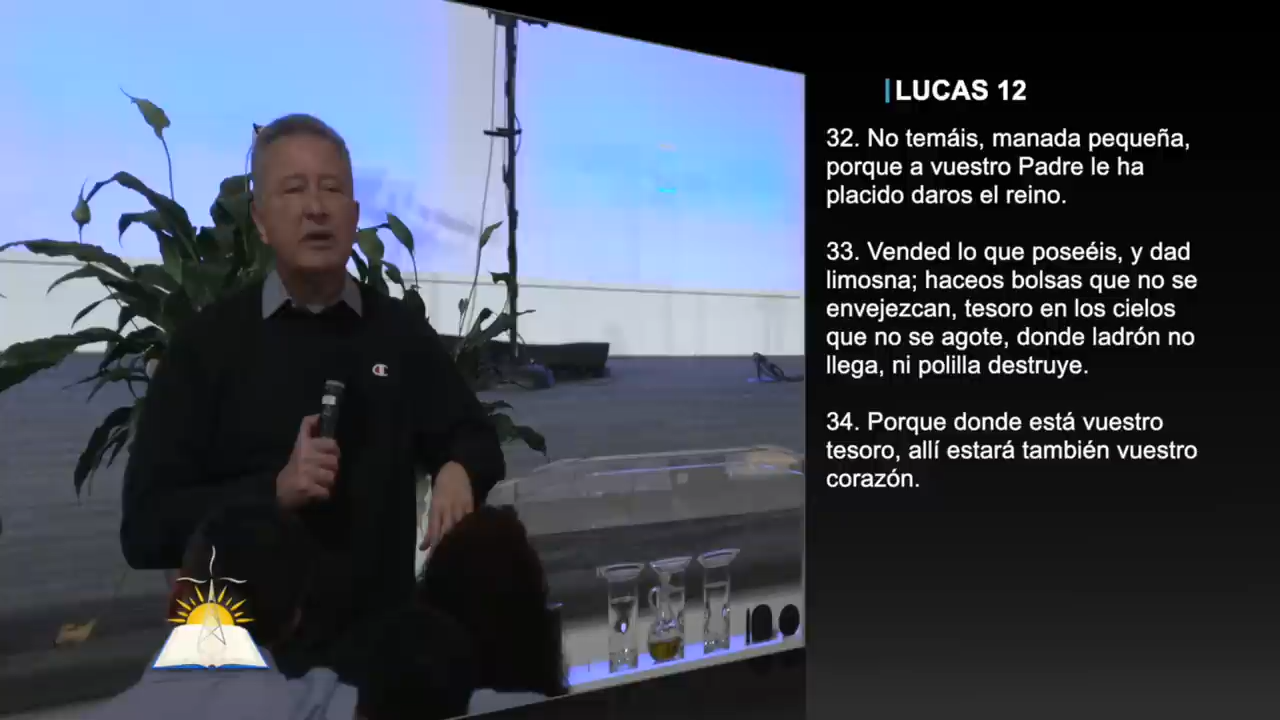 LUCAS 12
32. No temáis, manada pequeña,
porque a vuestro Padre le ha
placido daros el reino.
33. Vended lo que poseéis, y dad
limosna; haceos bolsas que no se
envejezcan, tesoro en los cielos
que no se agote, donde ladrón no
llega, ni polilla destruye.
34. Porque donde está vuestro
tesoro, allí estará también vuestro
corazón.